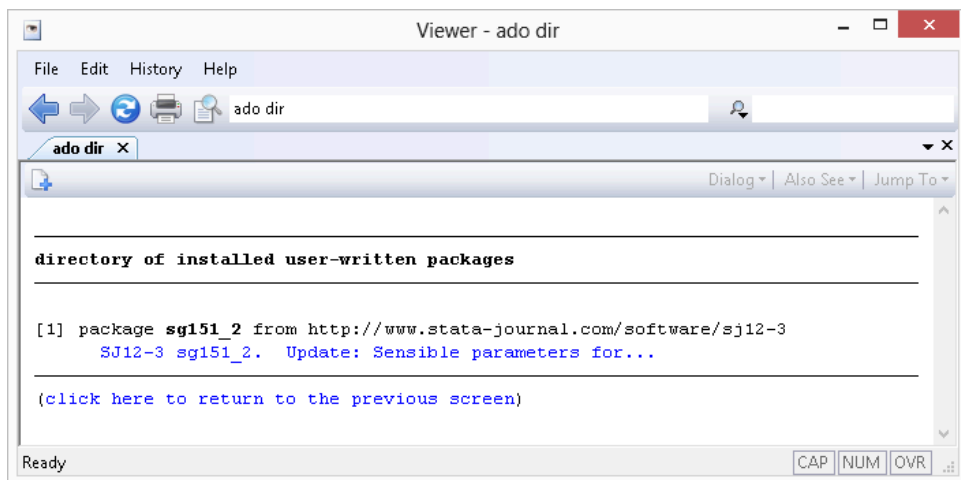 Viewer - ado dir
File Edit History Help
ado dir
ado dir X
Dialog Also See Jump To
directory of installed user-written packages
[1] package sg151_2 from http://www.stata-journal.com/software/sj12-3
SJ12-3 sg151_2. Update: Sensible parameters for...
(click here to return to the previous screen)
Ready CAP NUM OVR